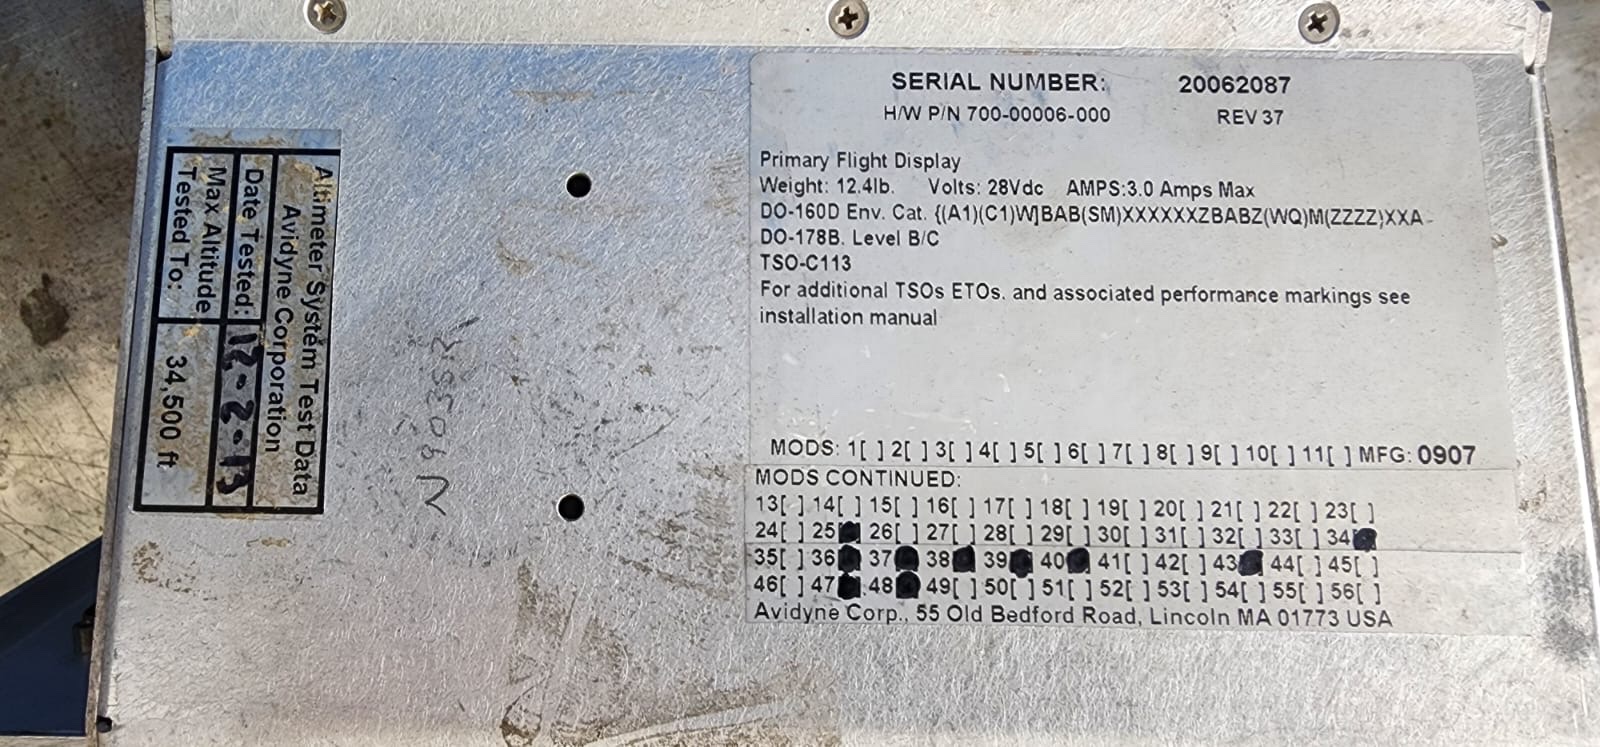 SERIAL NUMBER: 20062087
H/W P/N 700-00006-000 REV 37
Primary Flight Display
Weight: 12.4lb. Volts: 28Vdc AMPS:3.0 Amps Max
DO-160D Env. Cat. {(A1)(C1)W]BAB(SM)XXXXXXZBABZ(WQ)M(ZZZZ)XXA
DO-178B. Level B/C
TSO-C113
For additional TSOs ETOs. and associated performance markings see
installation manual
MODS: 1[ ] 2[ ] 3[ ] 4[ ] 5[ ] 6[ ] 7[ ] 8[ ] 9[ ] 10[ ] 11[ ] MFG: 0907
MODS CONTINUED:
13[ ] 14[ ] 15[ ] 16[ ] 17[ ] 18[ ] 19[ ] 20[ ] 21[ ] 22[ ] 23[ ]
24[ ] 25[■] 26[ ] 27[ ] 28[ ] 29[ ] 30[ ] 31[ ] 32[ ] 33[ ] 34[■]
35[ ] 36[■] 37[■] 38[■] 39[■] 40[■] 41[ ] 42[ ] 43[■] 44[ ] 45[ ]
46[ ] 47[■] 48[■] 49[ ] 50[ ] 51[ ] 52[ ] 53[ ] 54[ ] 55[ ] 56[ ]
Avidyne Corp., 55 Old Bedford Road, Lincoln MA 01773 USA
Altimeter System Test Data
Avidyne Corporation
Date Tested: 12.2.13
Max Altitude
Tested To: 34,500 ft